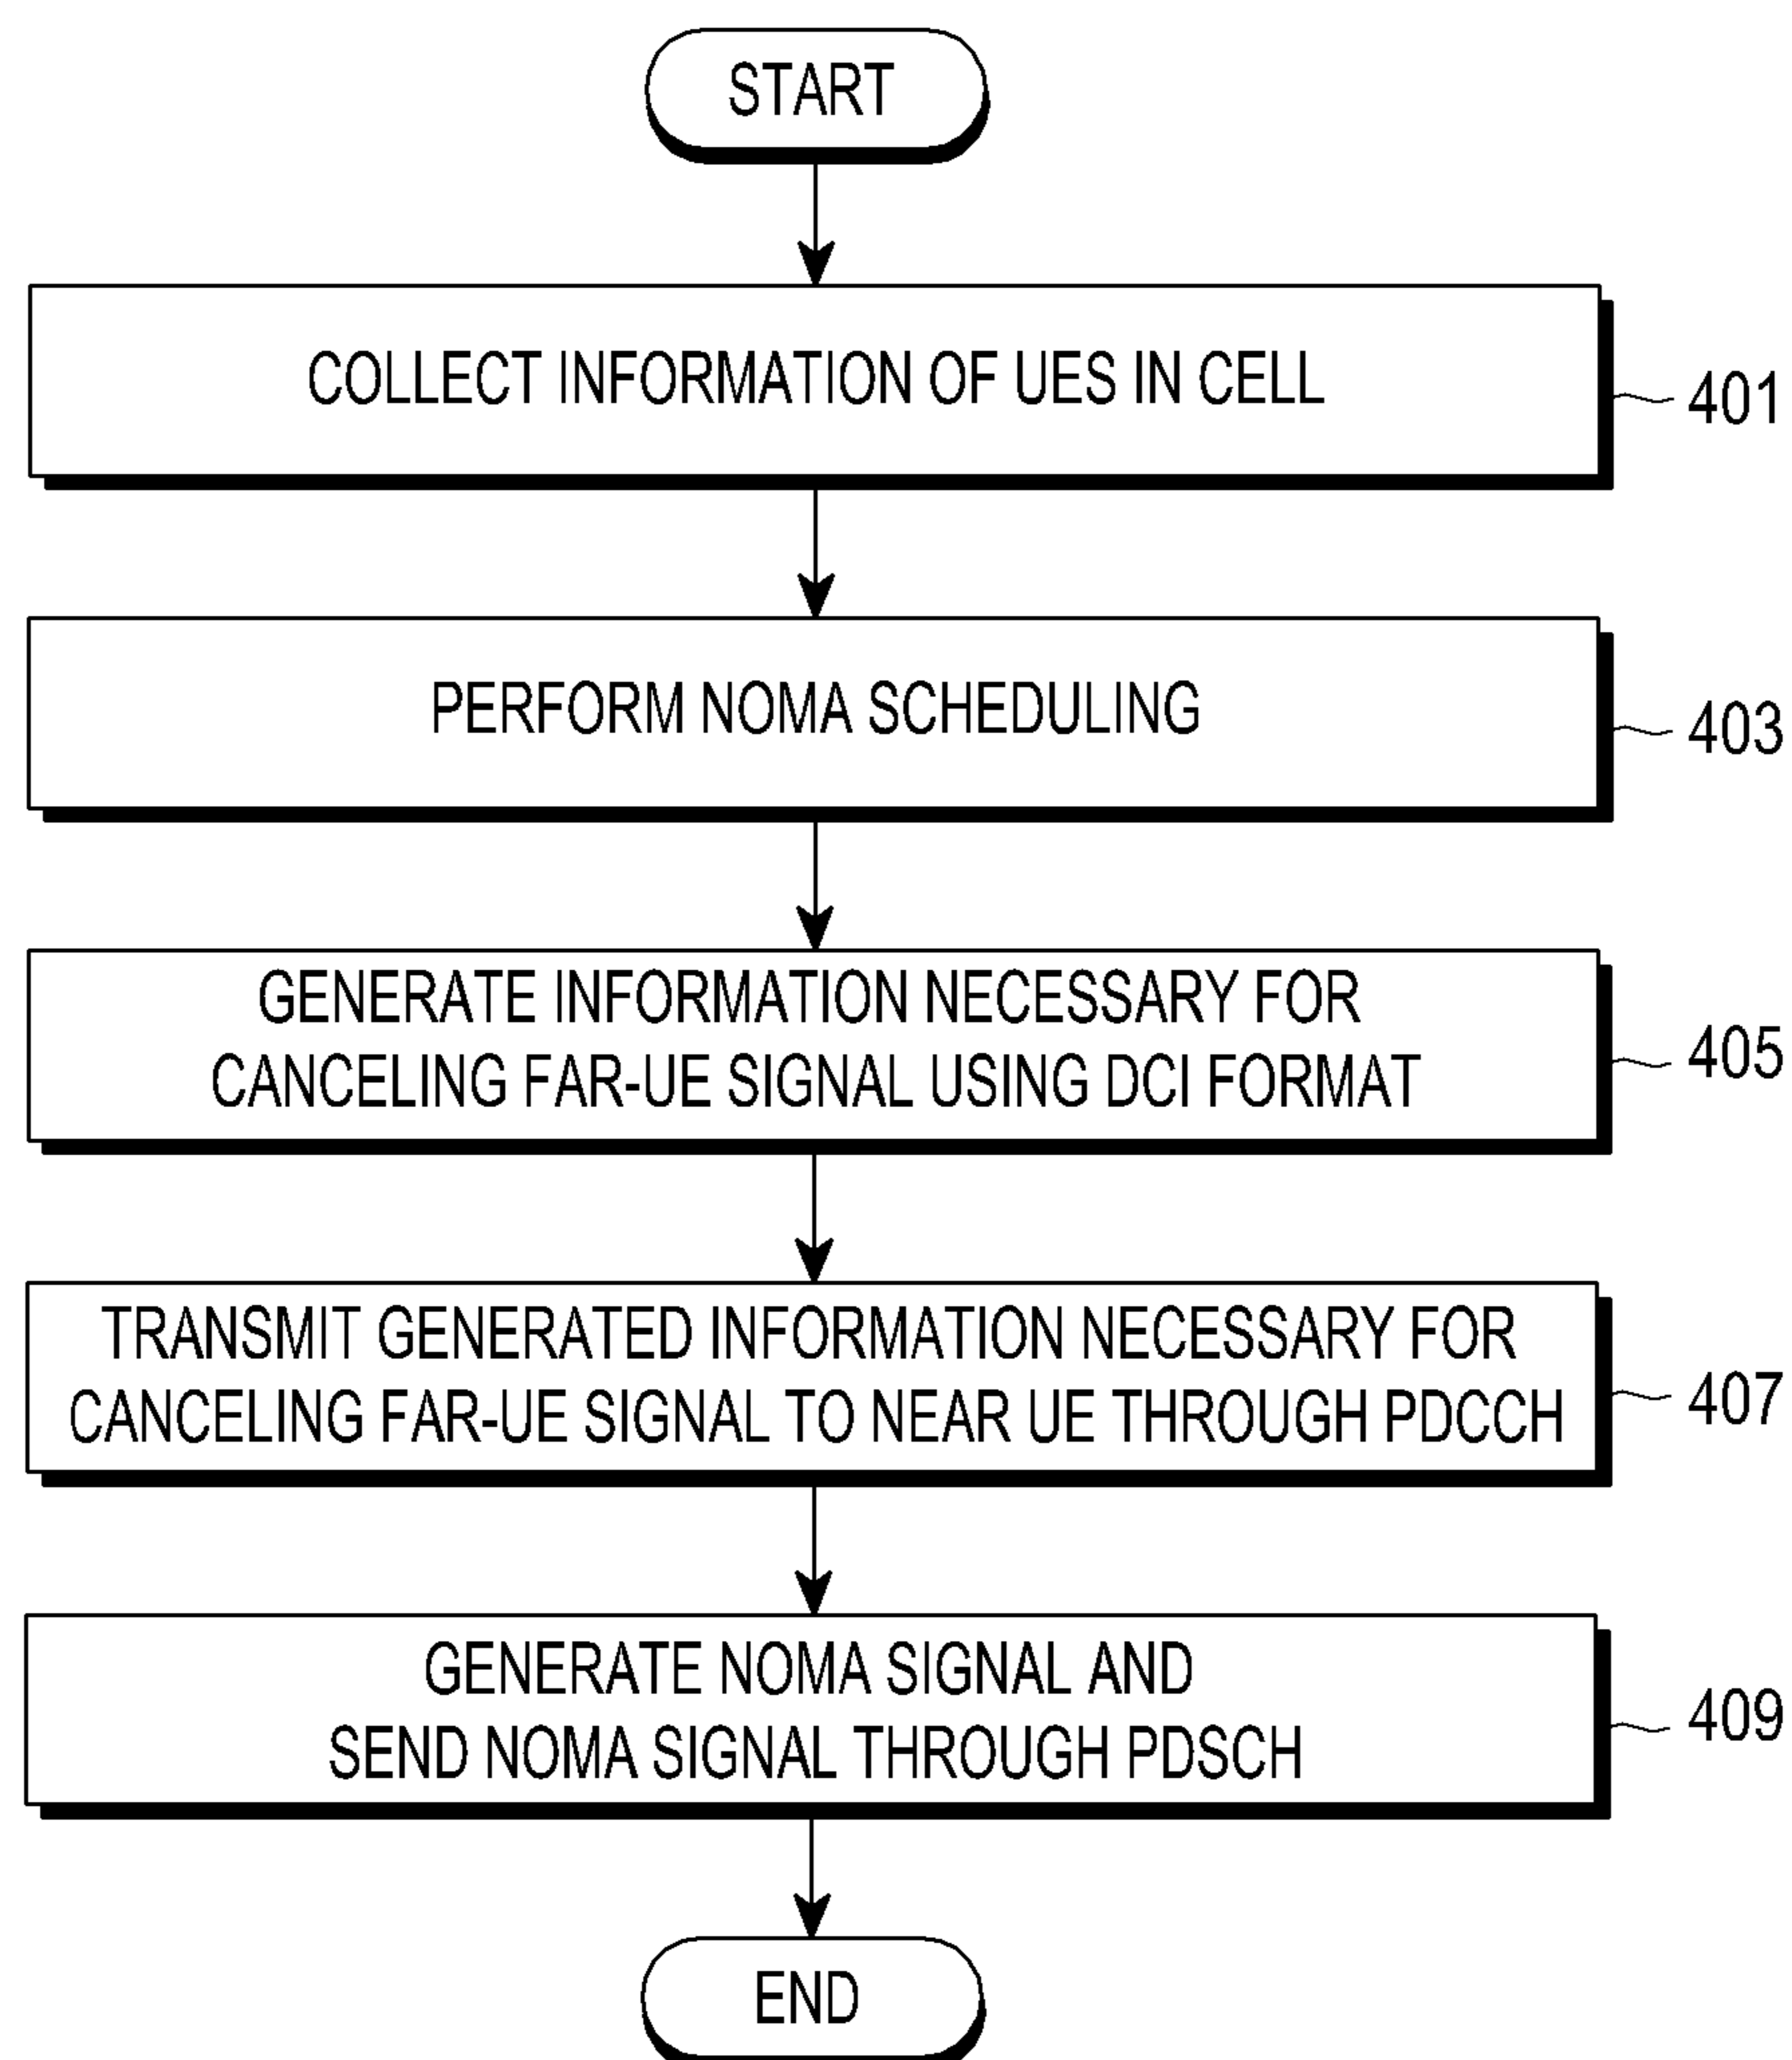 START
COLLECT INFORMATION OF UES IN CELL
401
PERFORM NOMA SCHEDULING
403
GENERATE INFORMATION NECESSARY FOR
CANCELING FAR-UE SIGNAL USING DCI FORMAT
405
TRANSMIT GENERATED INFORMATION NECESSARY FOR
CANCELING FAR-UE SIGNAL TO NEAR UE THROUGH PDCCH
407
GENERATE NOMA SIGNAL AND
SEND NOMA SIGNAL THROUGH PDSCH
409
END